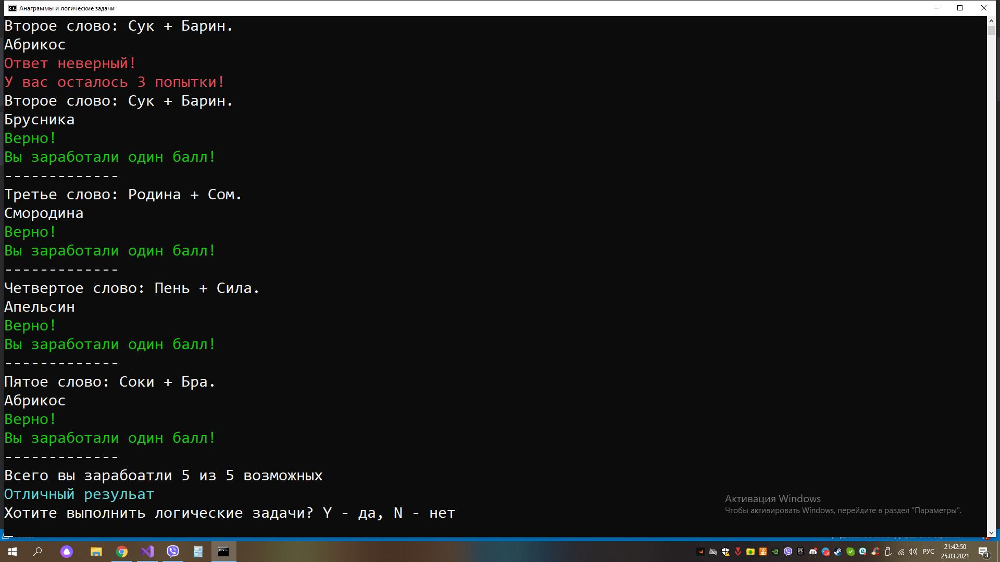 Анаграммы и логические задачи
Второе слово: Сук + Барин.
Абрикос
Ответ неверный!
У вас осталось 3 попытки!
Второе слово: Сук + Барин.
Брусника
Верно!
Вы заработали один балл!
-------------
Третье слово: Родина + Сом.
Смородина
Верно!
Вы заработали один балл!
-------------
Четвертое слово: Пень + Сила.
Апельсин
Верно!
Вы заработали один балл!
-------------
Пятое слово: Соки + Бра.
Абрикос
Верно!
Вы заработали один балл!
-------------
Всего вы зарабоатли 5 из 5 возможных
Отличный резульат
Хотите выполнить логические задачи? Y - да, N - нет
Активация Windows
Чтобы активировать Windows, перейдите в раздел "Параметры".
РУС
21:42:50
25.03.2021
3